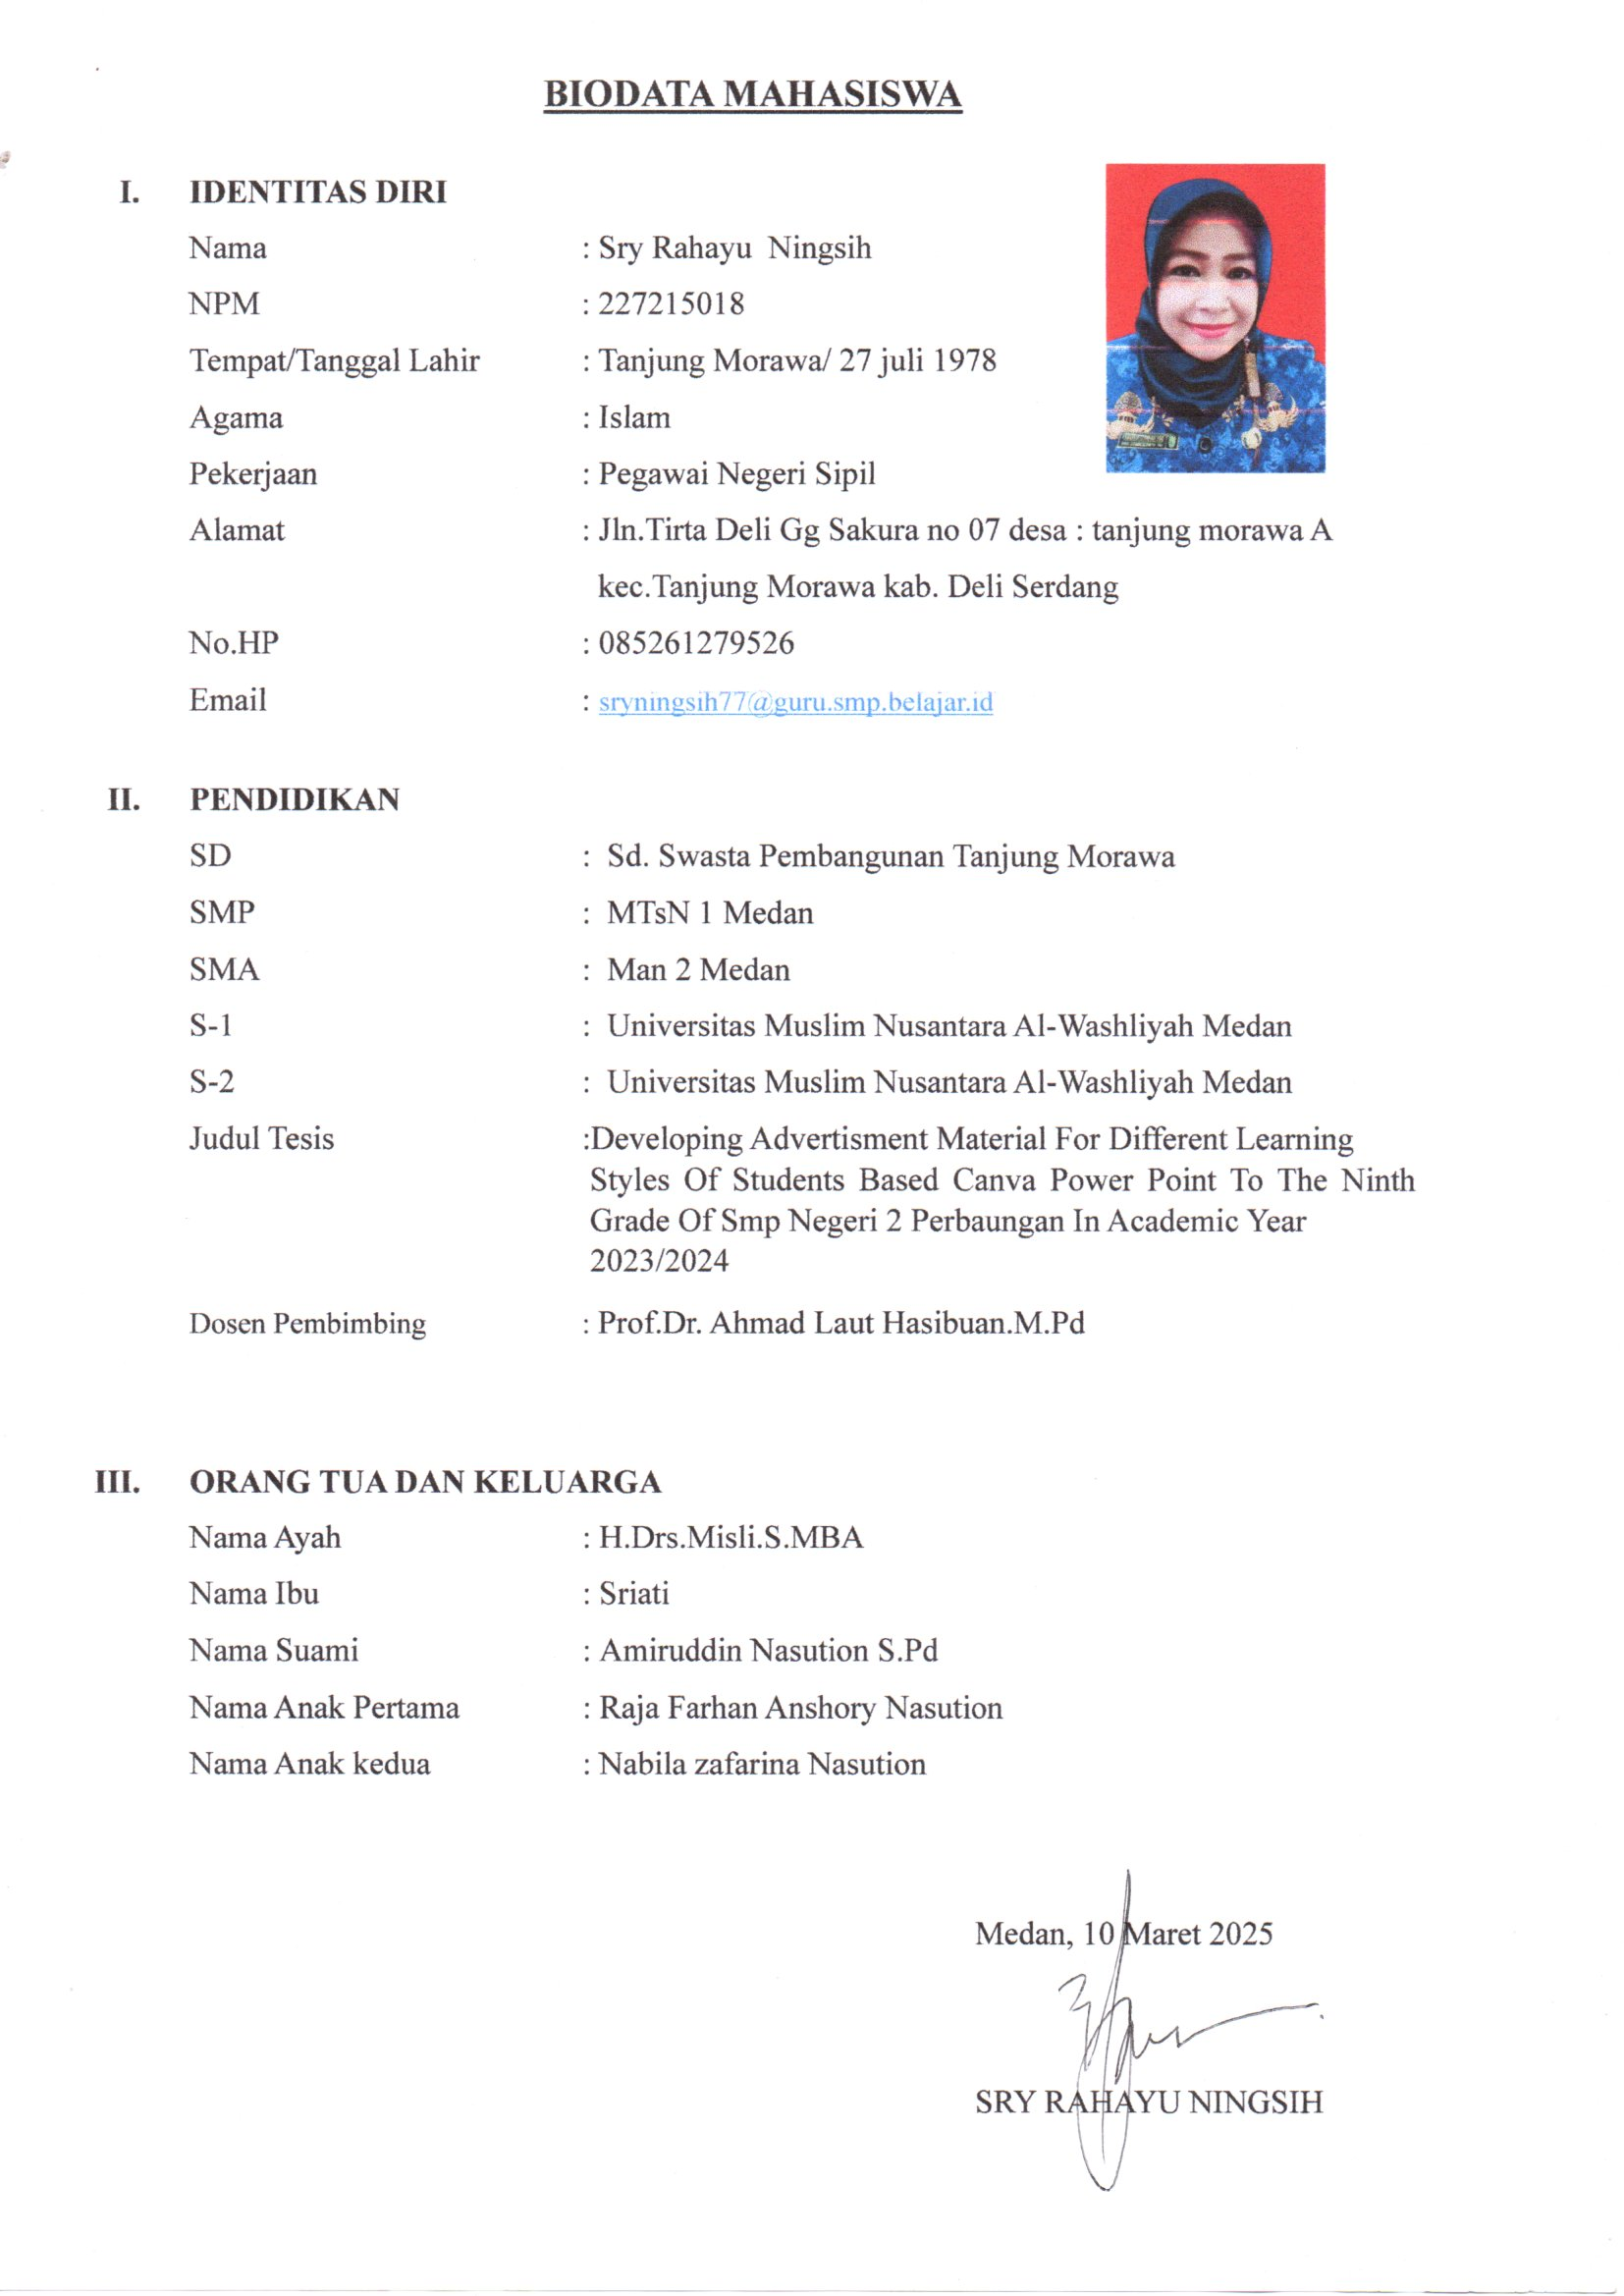 BIODATA MAHASISWA
I. IDENTITAS DIRI
Nama : Sry Rahayu Ningsih
NPM : 227215018
Tempat/Tanggal Lahir : Tanjung Morawa/ 27 juli 1978
Agama : Islam
Pekerjaan : Pegawai Negeri Sipil
Alamat : Jln.Tirta Deli Gg Sakura no 07 desa : tanjung morawa A
kec.Tanjung Morawa kab. Deli Serdang
No.HP : 085261279526
Email : sryningsih77@guru.smp.belajar.id
II. PENDIDIKAN
SD : Sd. Swasta Pembangunan Tanjung Morawa
SMP : MTsN 1 Medan
SMA : Man 2 Medan
S-1 : Universitas Muslim Nusantara Al-Washliyah Medan
S-2 : Universitas Muslim Nusantara Al-Washliyah Medan
Judul Tesis :Developing Advertisment Material For Different Learning
Styles Of Students Based Canva Power Point To The Ninth
Grade Of Smp Negeri 2 Perbaungan In Academic Year
2023/2024
Dosen Pembimbing : Prof.Dr. Ahmad Laut Hasibuan.M.Pd
III. ORANG TUA DAN KELUARGA
Nama Ayah : H.Drs.Misli.S.MBA
Nama Ibu : Sriati
Nama Suami : Amiruddin Nasution S.Pd
Nama Anak Pertama : Raja Farhan Anshory Nasution
Nama Anak kedua : Nabila zafarina Nasution
Medan, 10 Maret 2025
SRY RAHAYU NINGSIH